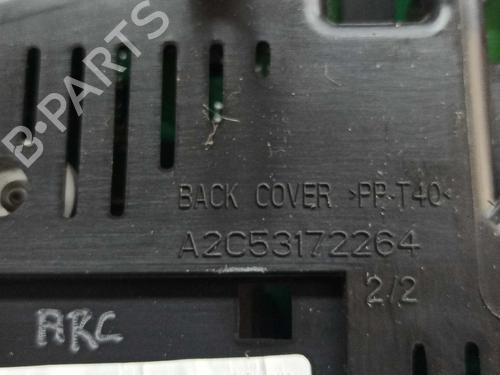 B-PARTS
BACK COVER >PP-T40<
A2C53172264
2/2
ARC